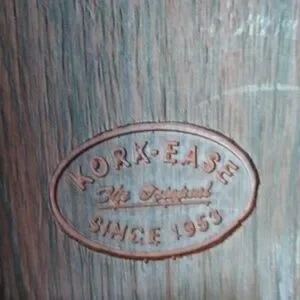 KORK-EASE
The Original
SINCE 1953